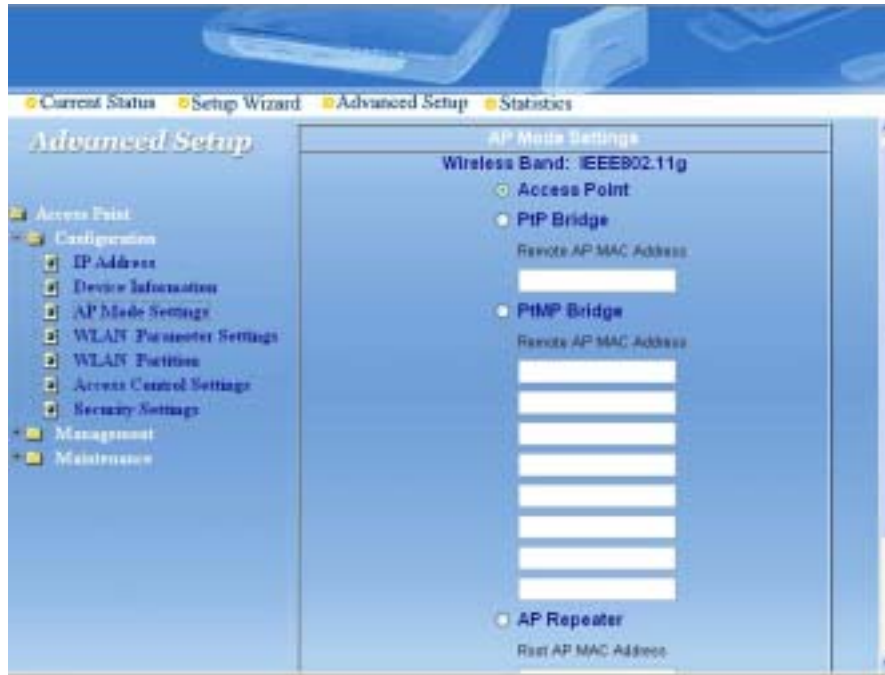 Current Status Setup Wizard Advanced Setup Statistics
Advanced Setup
Access Point
Configuration
IP Address
Device Information
AP Mode Settings
WLAN Parameter Settings
WLAN Partition
Access Control Settings
Security Settings
Management
Maintenance
AP Mode Settings
Wireless Band: IEEE802.11g
Access Point
PtP Bridge
Remote AP MAC Address
PtMP Bridge
Remote AP MAC Address
AP Repeater
Root AP MAC Address